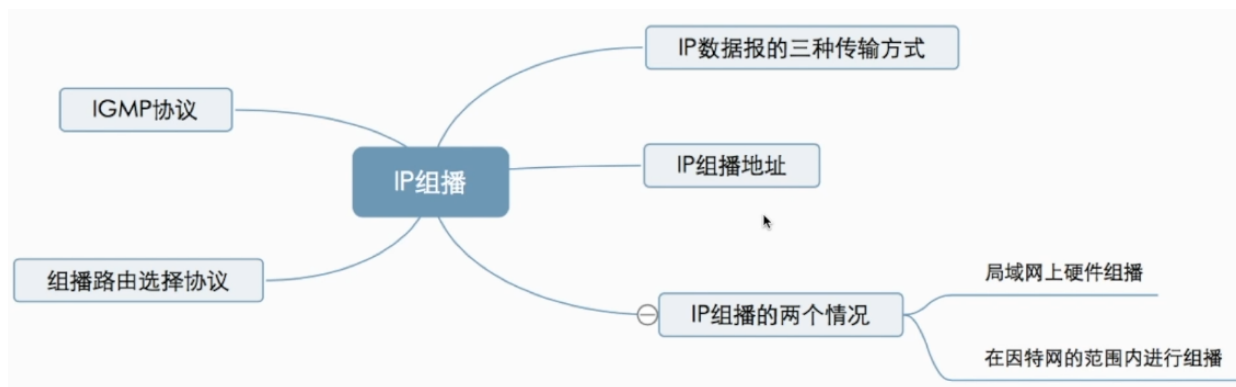 IP数据报的三种传输方式
IGMP协议
IP组播地址
IP组播
局域网上硬件组播
组播路由选择协议
IP组播的两个情况
在因特网的范围内进行组播